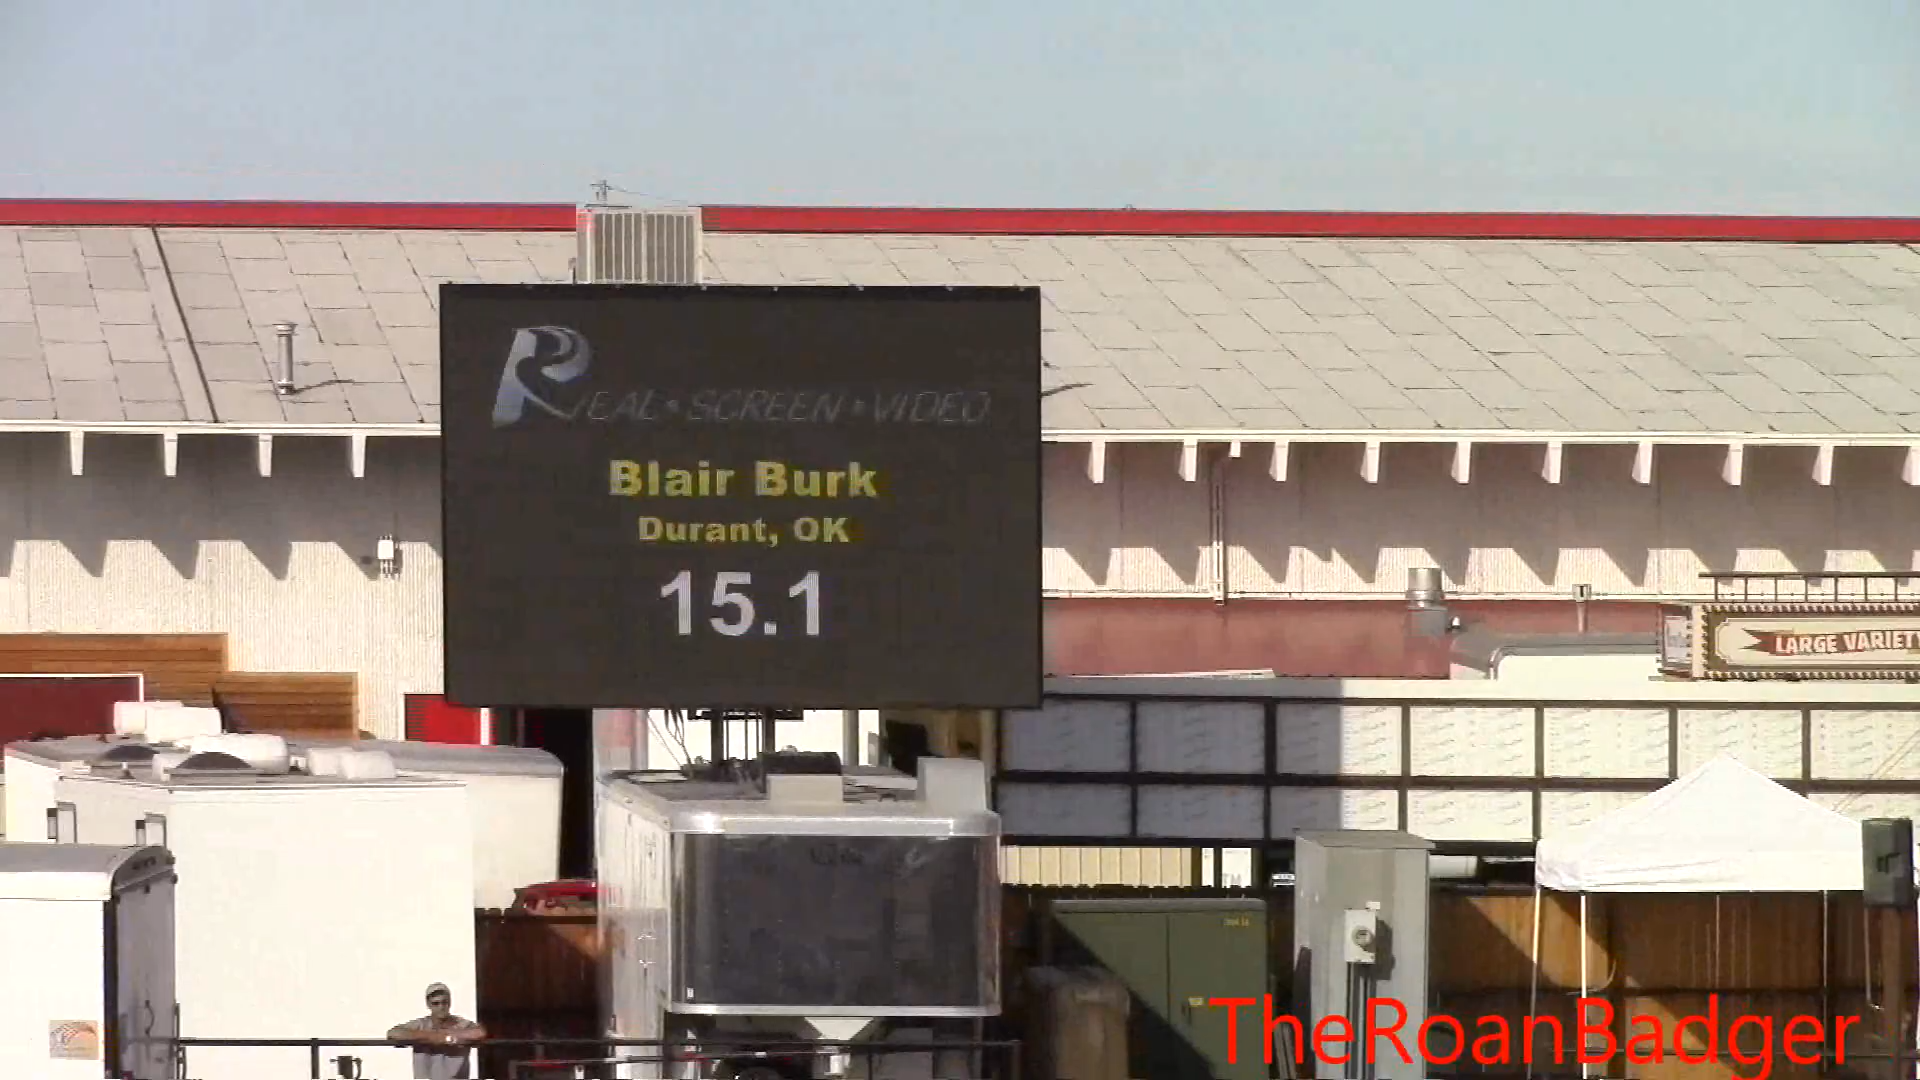 REAL • SCREEN • VIDEO
Blair Burk
Durant, OK
15.1
LARGE VARIETY
TheRoanBadger